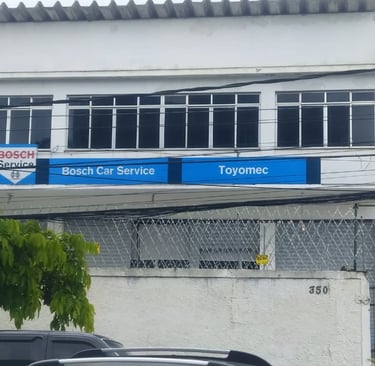 BOSCH
Service
Bosch Car Service
Toyomec
350